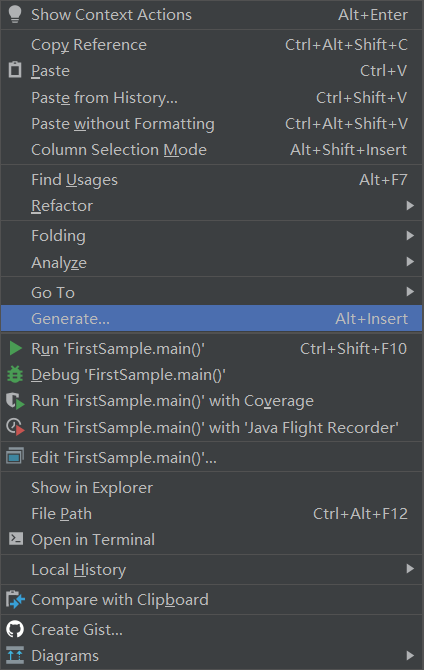 Show Context Actions Alt+Enter
Copy Reference Ctrl+Alt+Shift+C
Paste Ctrl+V
Paste from History... Ctrl+Shift+V
Paste without Formatting Ctrl+Alt+Shift+V
Column Selection Mode Alt+Shift+Insert
Find Usages Alt+F7
Refactor
Folding
Analyze
Go To
Generate... Alt+Insert
Run 'FirstSample.main()' Ctrl+Shift+F10
Debug 'FirstSample.main()'
Run 'FirstSample.main()' with Coverage
Run 'FirstSample.main()' with 'Java Flight Recorder'
Edit 'FirstSample.main()'...
Show in Explorer
File Path Ctrl+Alt+F12
Open in Terminal
Local History
Compare with Clipboard
Create Gist...
Diagrams